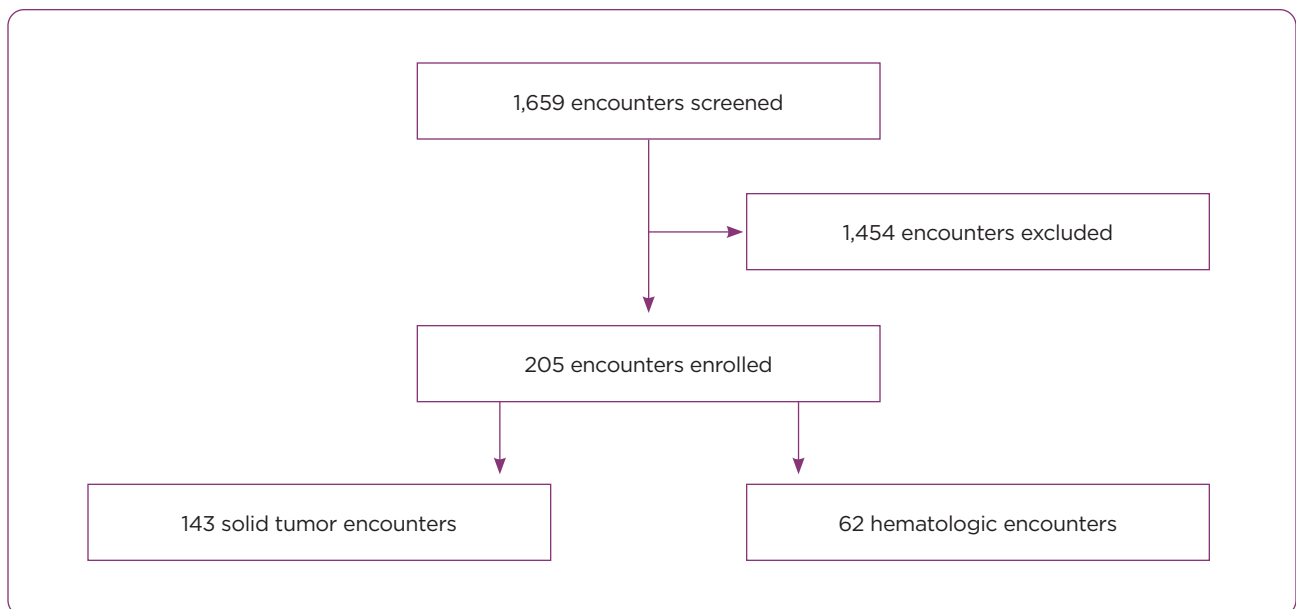 1,659 encounters screened
1,454 encounters excluded
205 encounters enrolled
143 solid tumor encounters
62 hematologic encounters